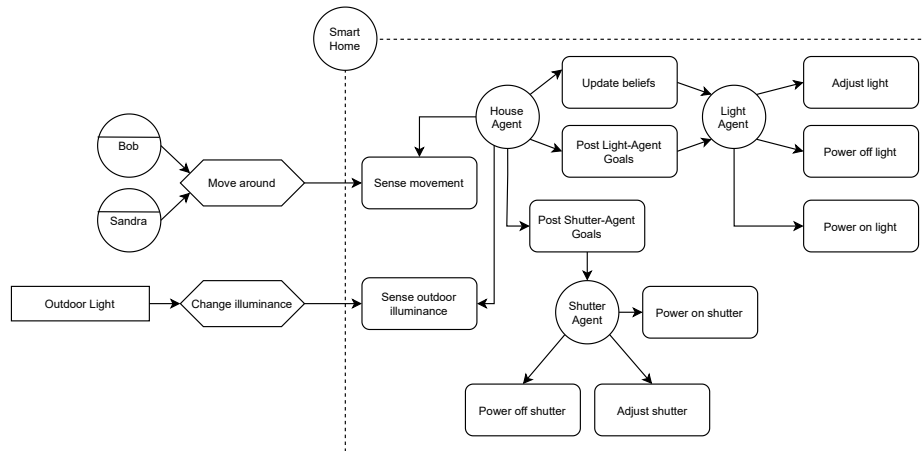 Smart
Home
Update beliefs
Adjust light
House
Agent
Light
Agent
Bob
Post Light-Agent
Goals
Power off light
Move around
Sense movement
Sandra
Post Shutter-Agent
Goals
Power on light
Outdoor Light
Change illuminance
Sense outdoor
illuminance
Shutter
Agent
Power on shutter
Power off shutter
Adjust shutter